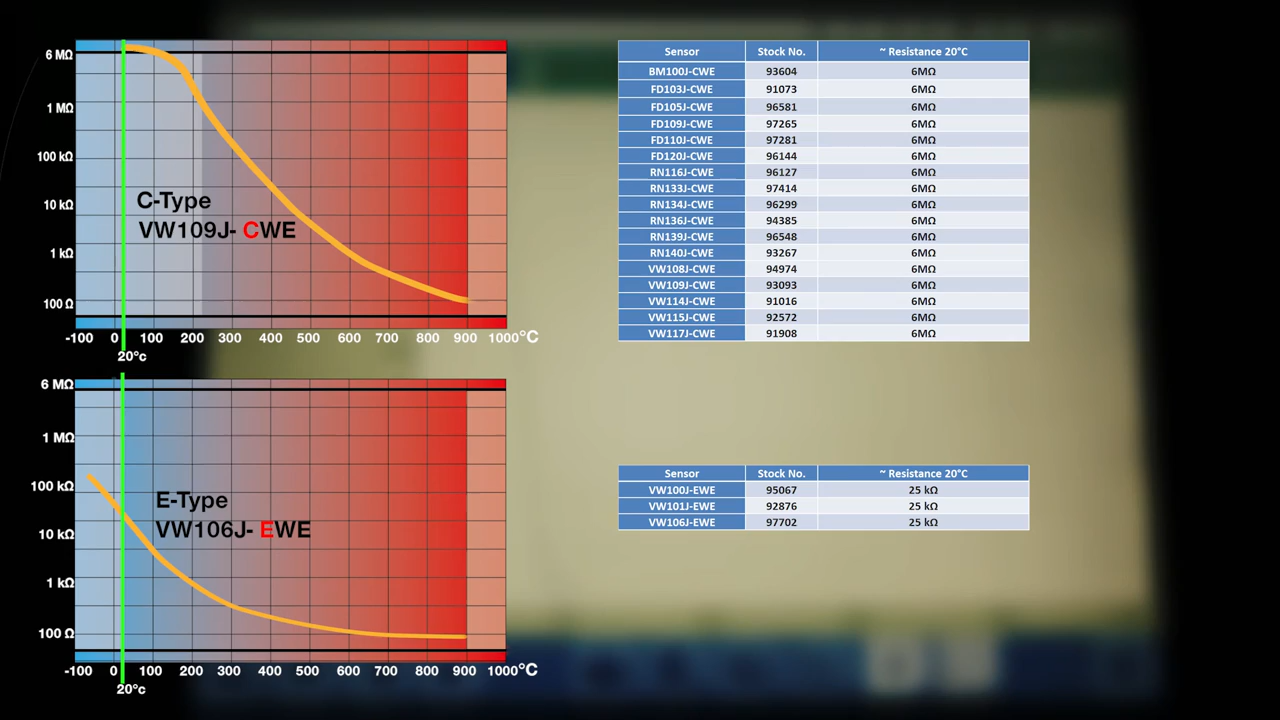 6 MΩ
1 MΩ
100 kΩ
10 kΩ
1 kΩ
100 Ω
C-Type
VW109J- CWE
-100 0 100 200 300 400 500 600 700 800 900 1000°C
20°c
6 MΩ
1 MΩ
100 kΩ
10 kΩ
1 kΩ
100 Ω
E-Type
VW106J- EWE
-100 0 100 200 300 400 500 600 700 800 900 1000°C
20°c
Sensor Stock No. ~ Resistance 20°C
BM100J-CWE 93604 6MΩ
FD103J-CWE 91073 6MΩ
FD105J-CWE 96581 6MΩ
FD109J-CWE 97265 6MΩ
FD110J-CWE 97281 6MΩ
FD120J-CWE 96144 6MΩ
RN116J-CWE 96127 6MΩ
RN133J-CWE 97414 6MΩ
RN134J-CWE 96299 6MΩ
RN136J-CWE 94385 6MΩ
RN139J-CWE 96548 6MΩ
RN140J-CWE 93267 6MΩ
VW108J-CWE 94974 6MΩ
VW109J-CWE 93093 6MΩ
VW114J-CWE 91016 6MΩ
VW115J-CWE 92572 6MΩ
VW117J-CWE 91908 6MΩ
Sensor Stock No. ~ Resistance 20°C
VW100J-EWE 95067 25 kΩ
VW101J-EWE 92876 25 kΩ
VW106J-EWE 97702 25 kΩ